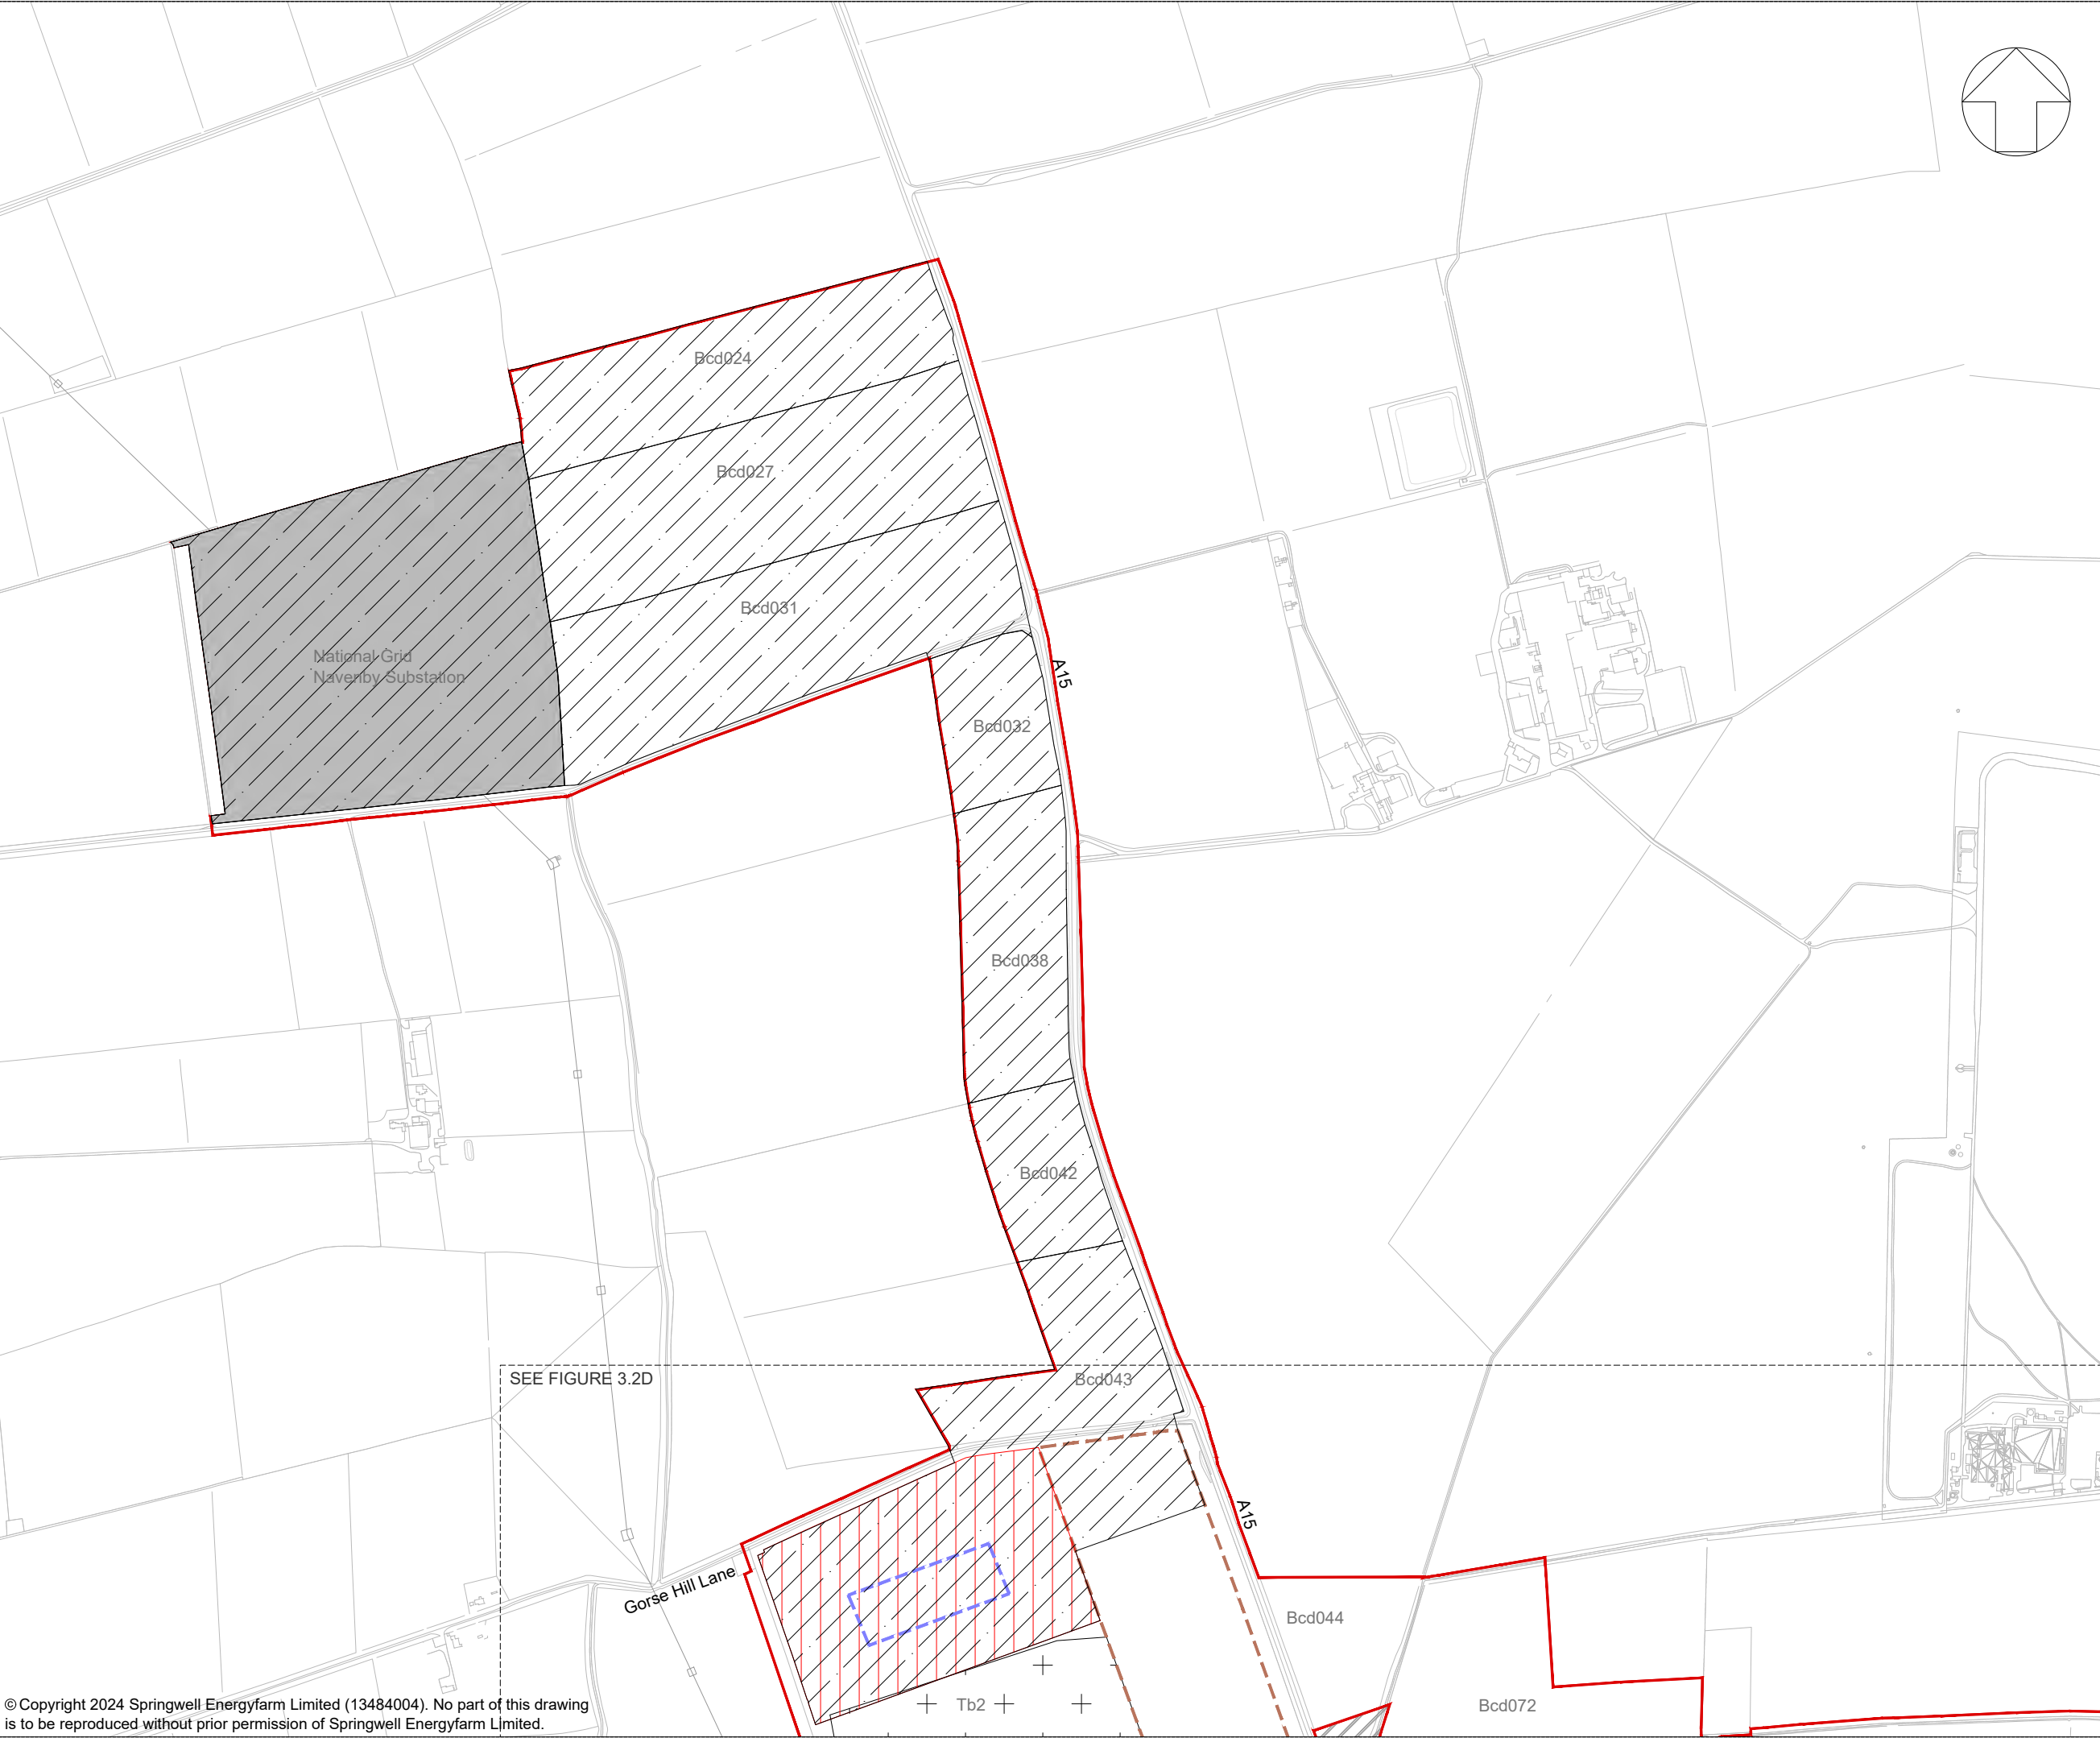 Bcd024
Bcd027
Bcd031
National Grid
Navenby Substation
A15
Bcd032
Bcd038
Bcd042
SEE FIGURE 3.2D
Bcd043
A15
Gorse Hill Lane
Bcd044
Tb2
Bcd072
© Copyright 2024 Springwell Energyfarm Limited (13484004). No part of this drawing
is to be reproduced without prior permission of Springwell Energyfarm Limited.